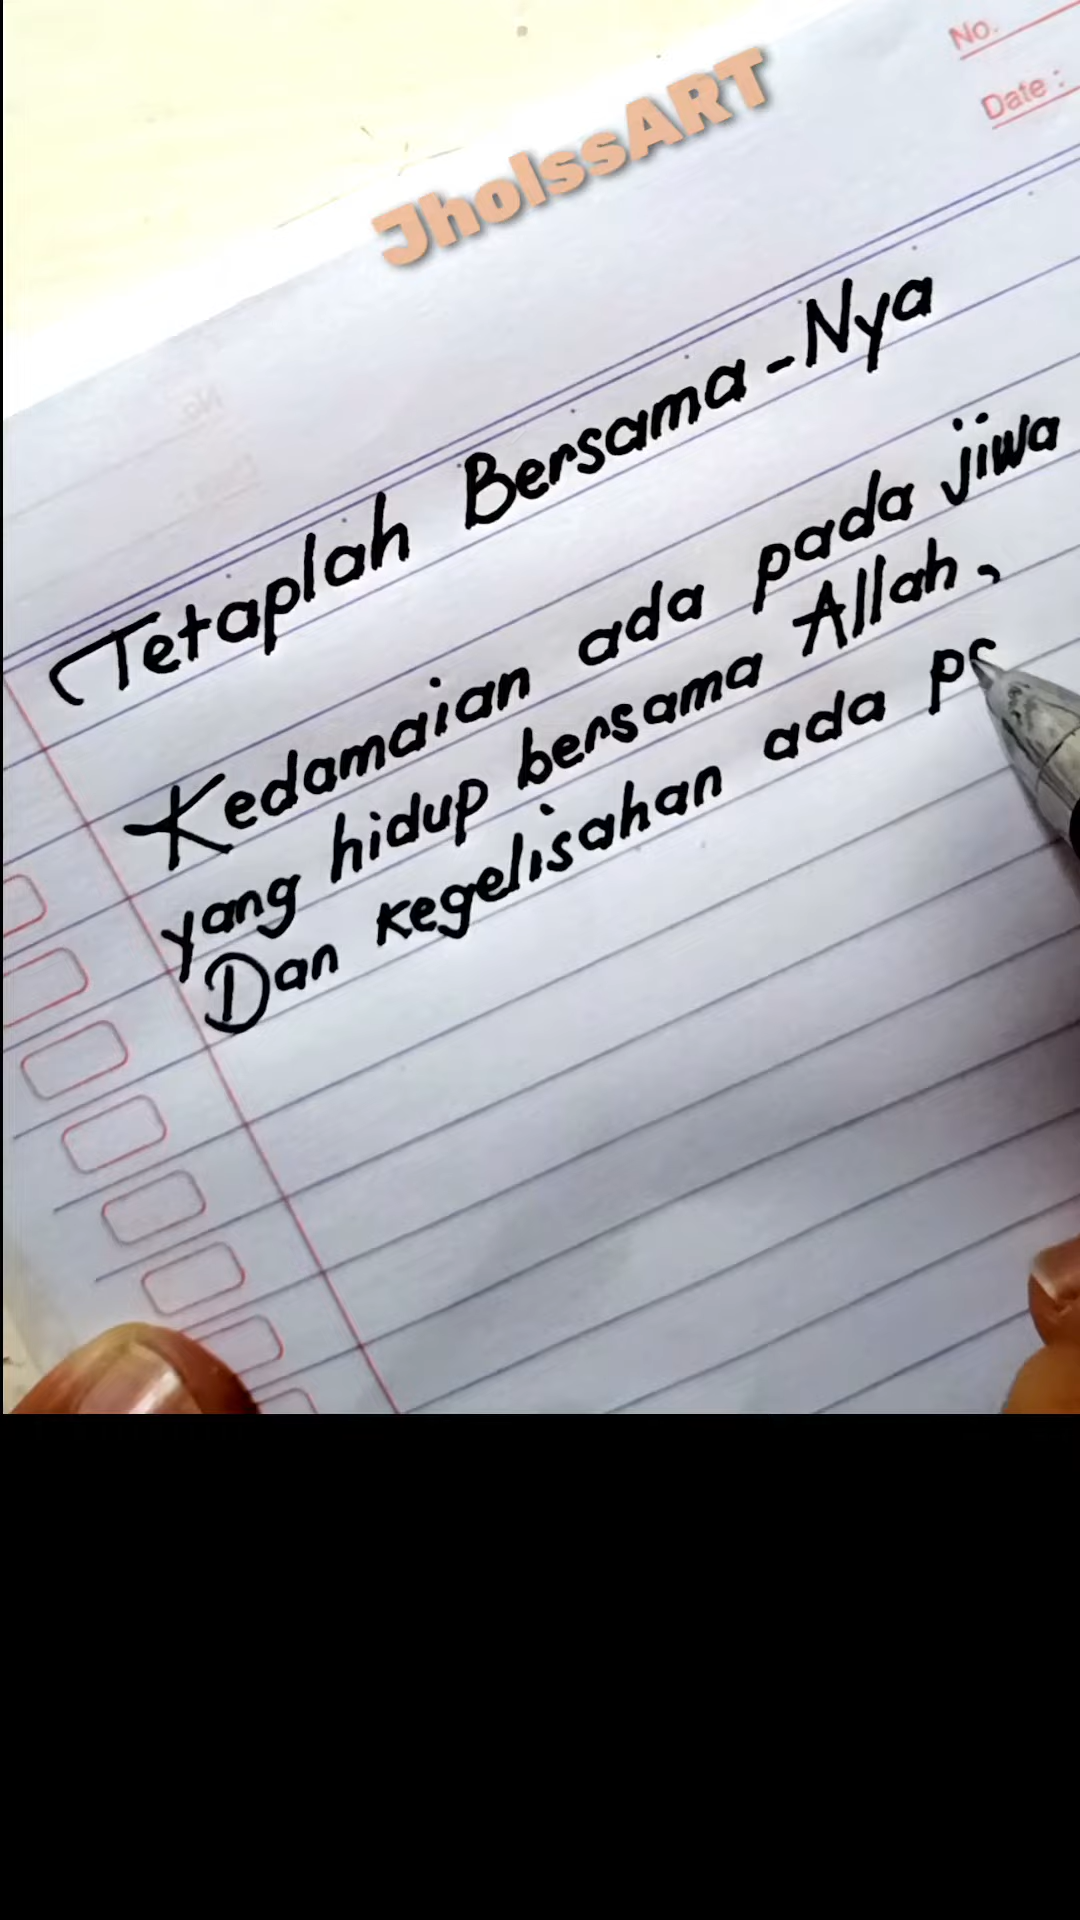 No.
Date :
JholssART
Tetaplah Bersama-Nya
Kedamaian ada pada jiwa
yang hidup bersama Allah,
Dan kegelisahan ada